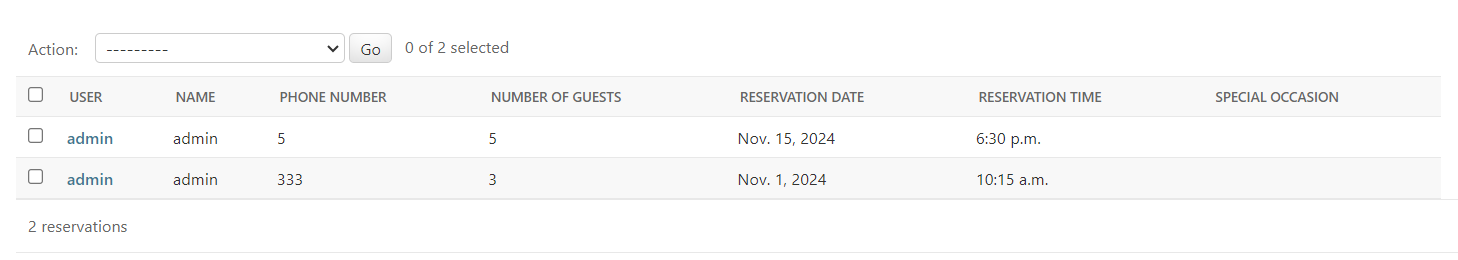 Action: --------- Go 0 of 2 selected
USER NAME PHONE NUMBER NUMBER OF GUESTS RESERVATION DATE RESERVATION TIME SPECIAL OCCASION
admin admin 5 5 Nov. 15, 2024 6:30 p.m.
admin admin 333 3 Nov. 1, 2024 10:15 a.m.
2 reservations